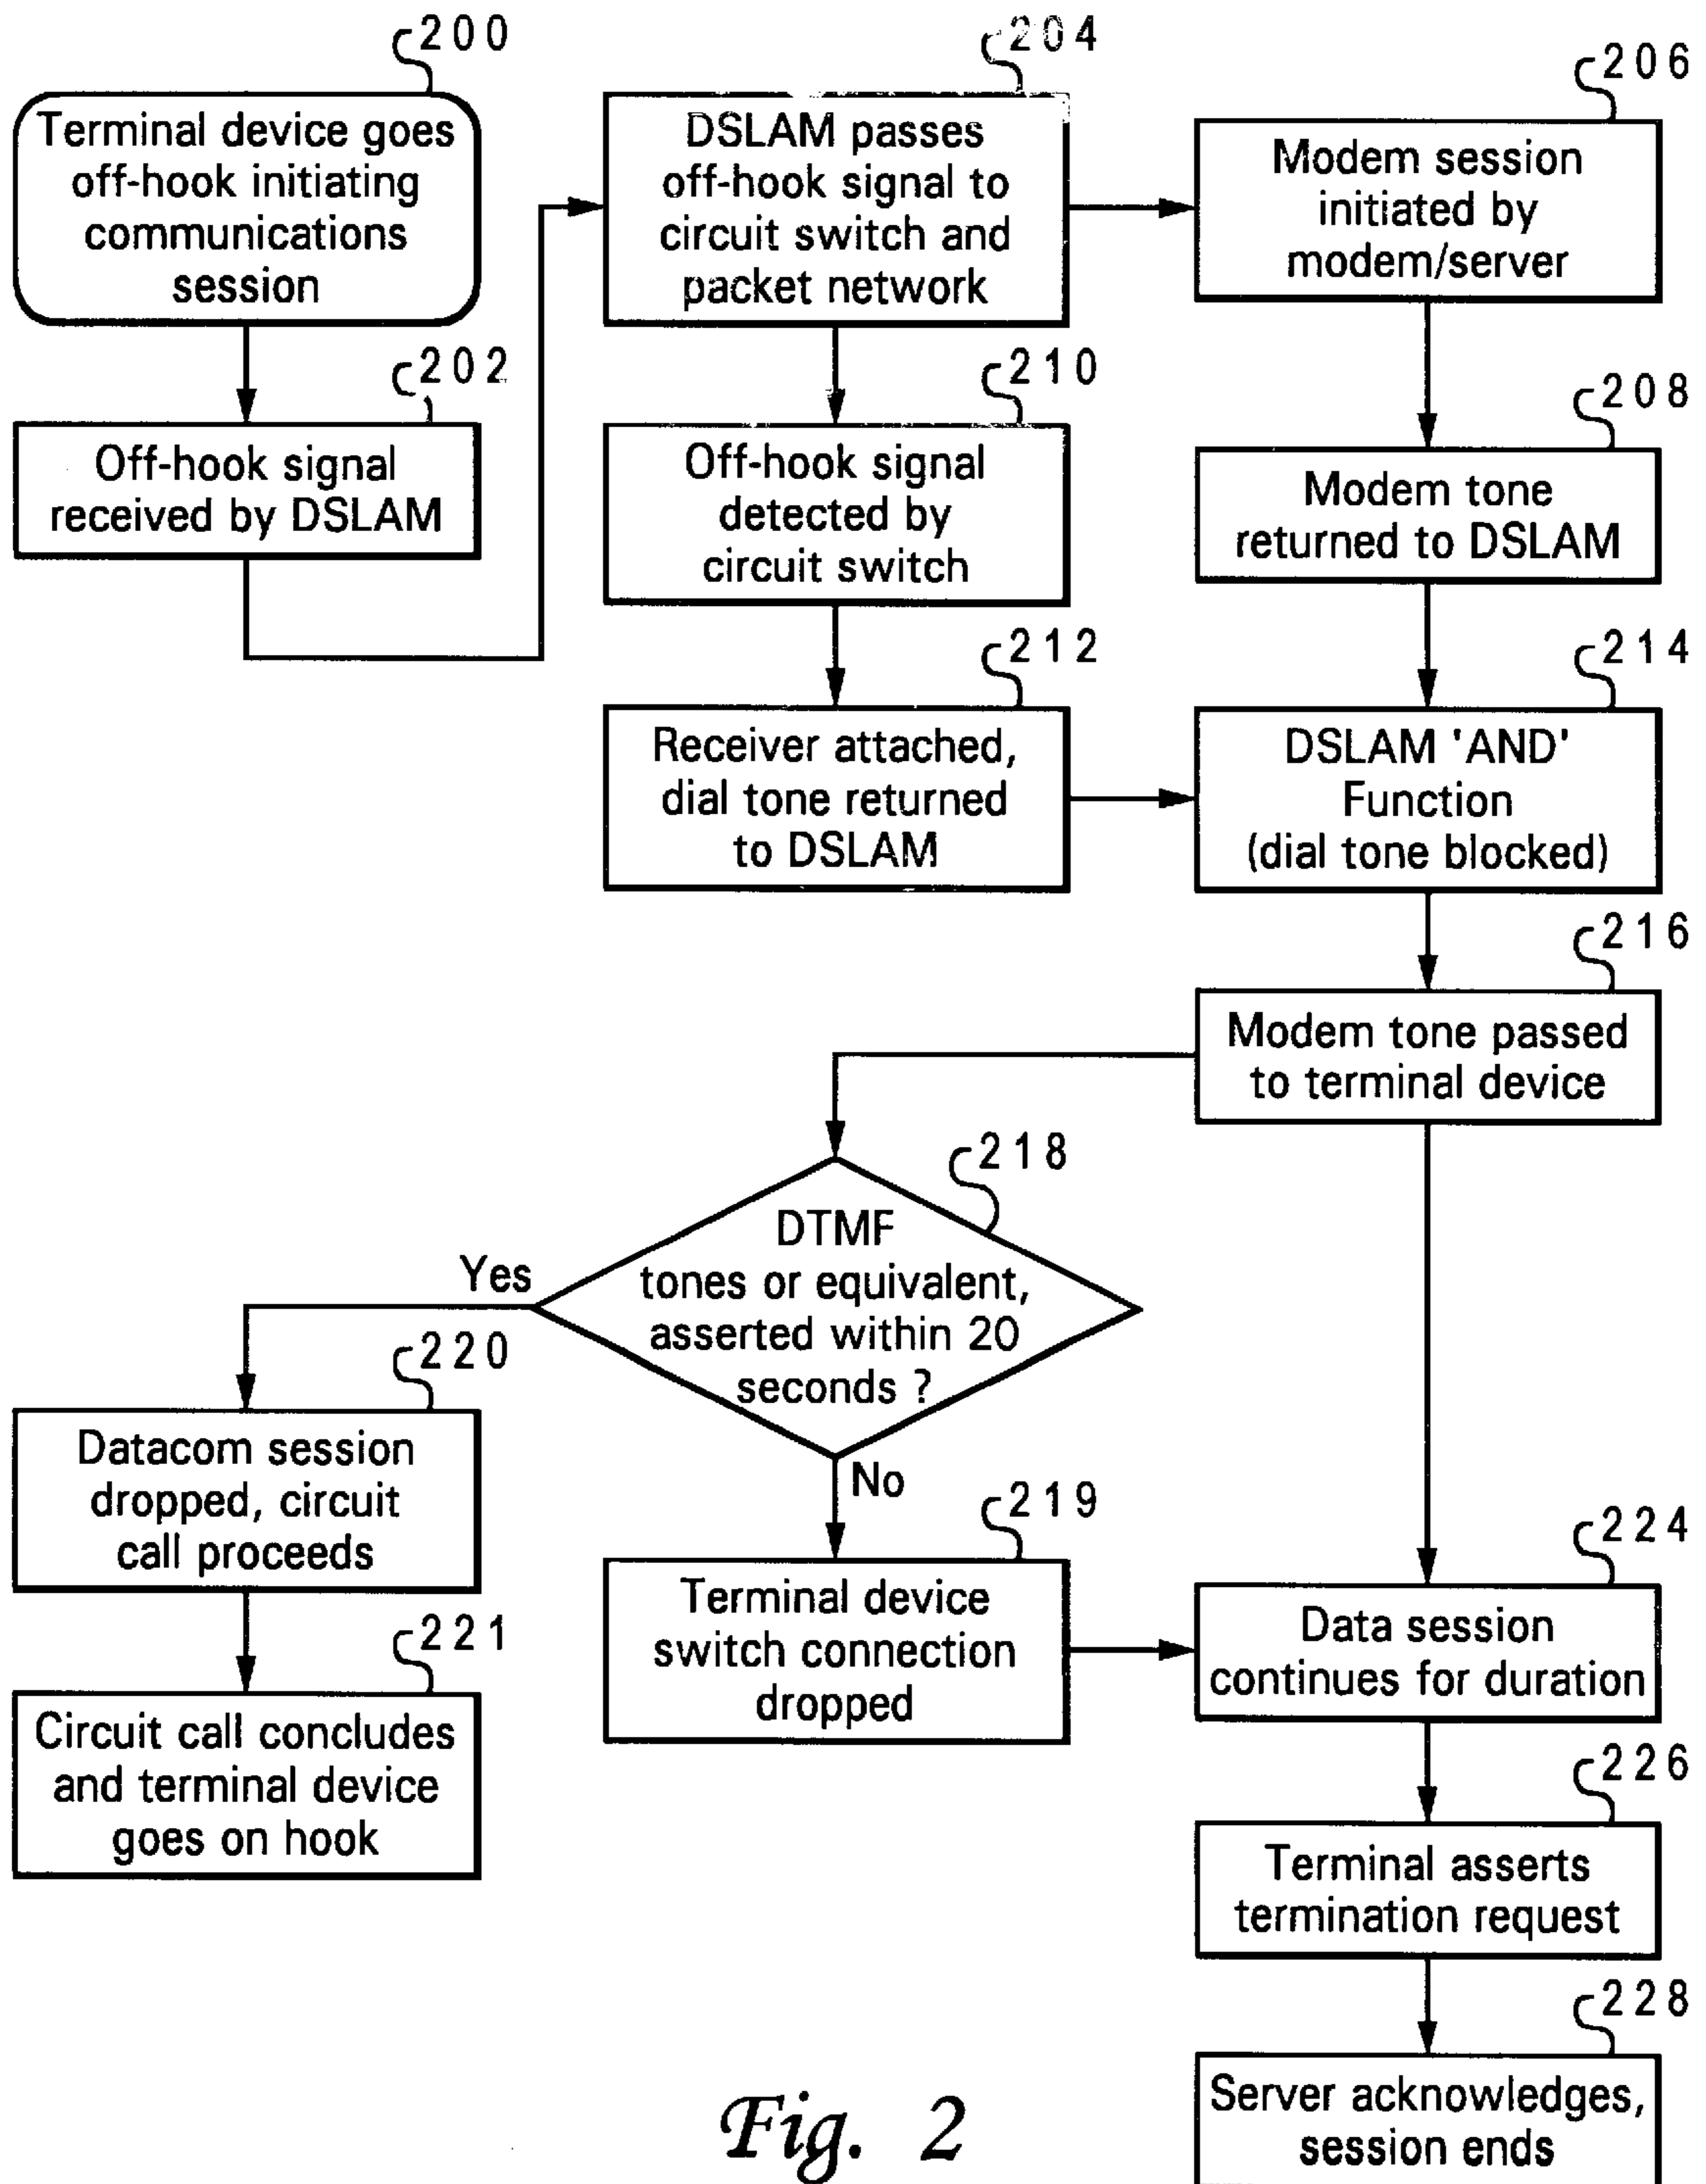 200
Terminal device goes
off-hook initiating
communications
session
202
Off-hook signal
received by DSLAM
204
DSLAM passes
off-hook signal to
circuit switch and
packet network
206
Modem session
initiated by
modem/server
208
Modem tone
returned to DSLAM
210
Off-hook signal
detected by
circuit switch
212
Receiver attached,
dial tone returned
to DSLAM
214
DSLAM 'AND'
Function
(dial tone blocked)
216
Modem tone passed
to terminal device
218
DTMF
tones or equivalent,
asserted within 20
seconds ?
Yes
No
220
Datacom session
dropped, circuit
call proceeds
221
Circuit call concludes
and terminal device
goes on hook
219
Terminal device
switch connection
dropped
224
Data session
continues for duration
226
Terminal asserts
termination request
228
Server acknowledges,
session ends
Fig. 2